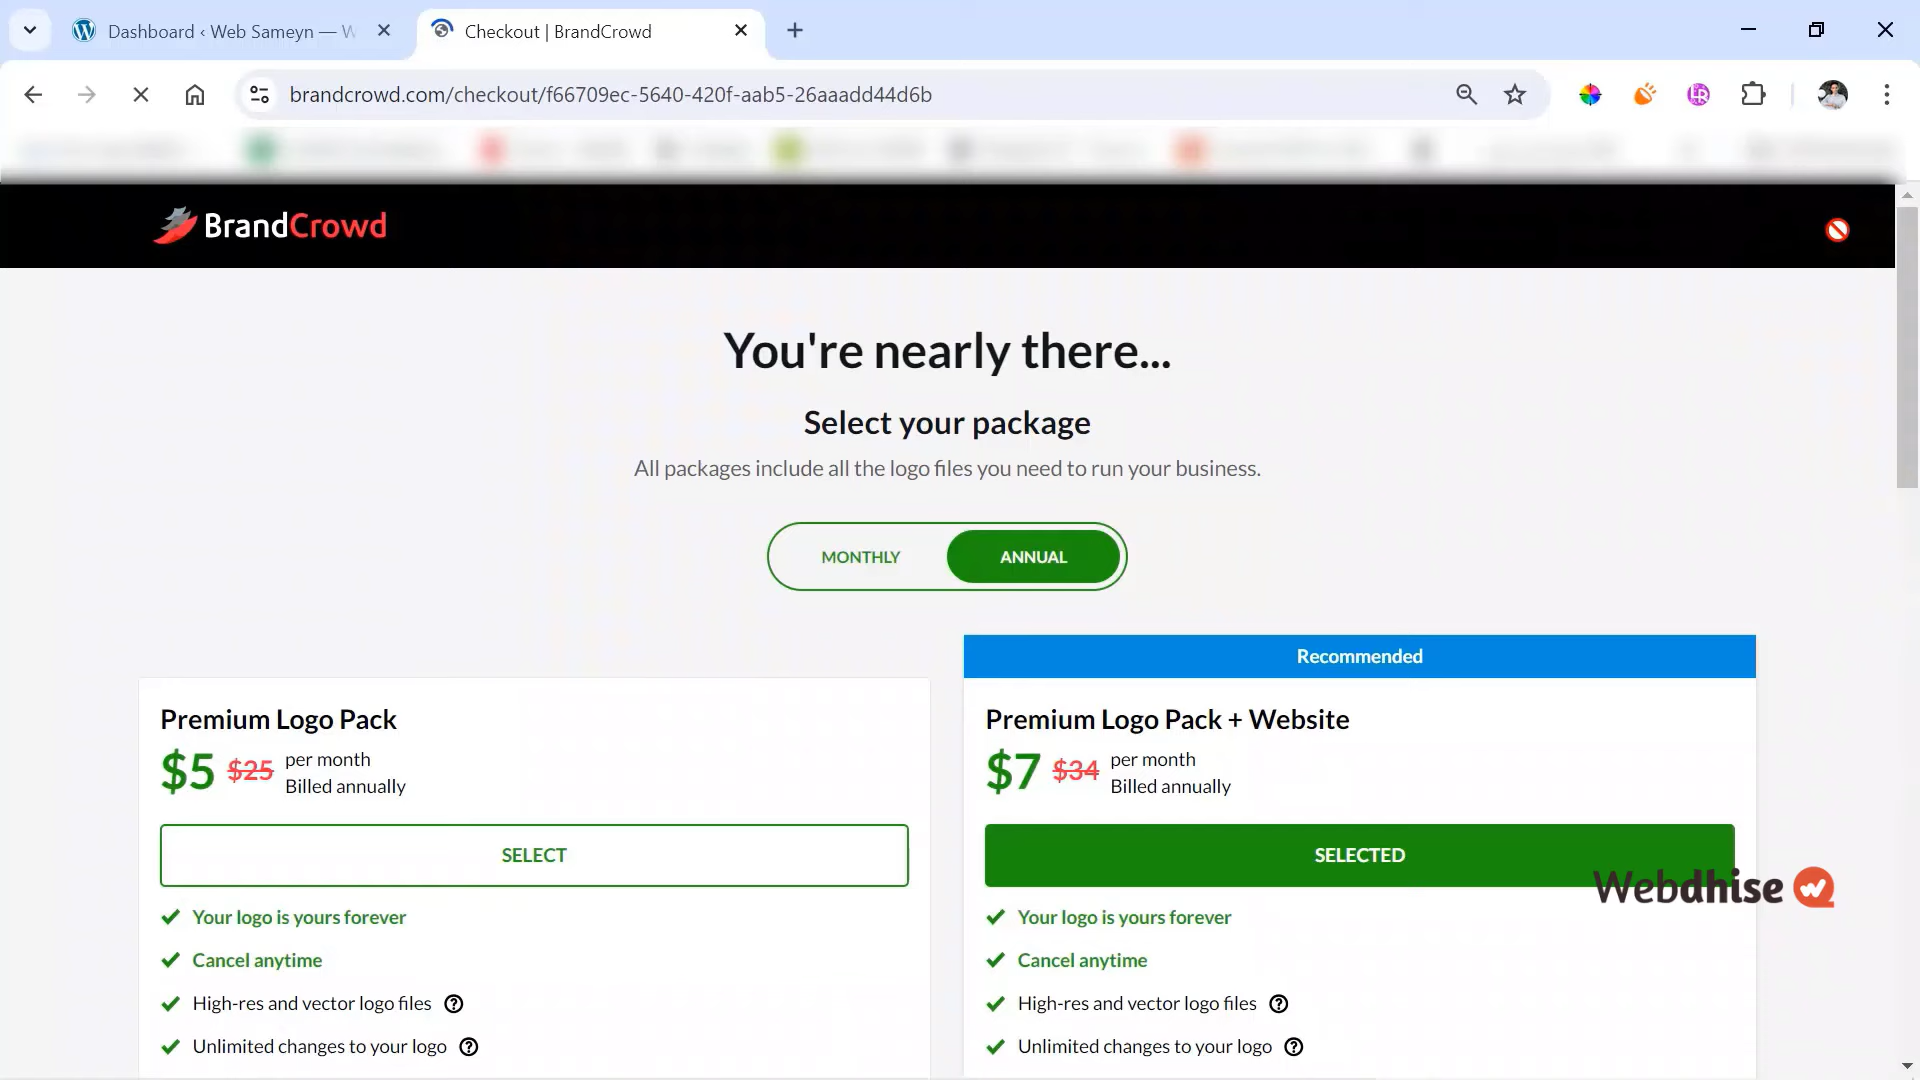 Dashboard ‹ Web Sameyn — W
Checkout | BrandCrowd
brandcrowd.com/checkout/f66709ec-5640-420f-aab5-26aaadd44d6b
BrandCrowd
You're nearly there...
Select your package
All packages include all the logo files you need to run your business.
MONTHLY
ANNUAL
Recommended
Premium Logo Pack
$5 $25 per month
Billed annually
SELECT
Your logo is yours forever
Cancel anytime
High-res and vector logo files
Unlimited changes to your logo
Premium Logo Pack + Website
$7 $34 per month
Billed annually
SELECTED
Your logo is yours forever
Cancel anytime
High-res and vector logo files
Unlimited changes to your logo
Webdhise